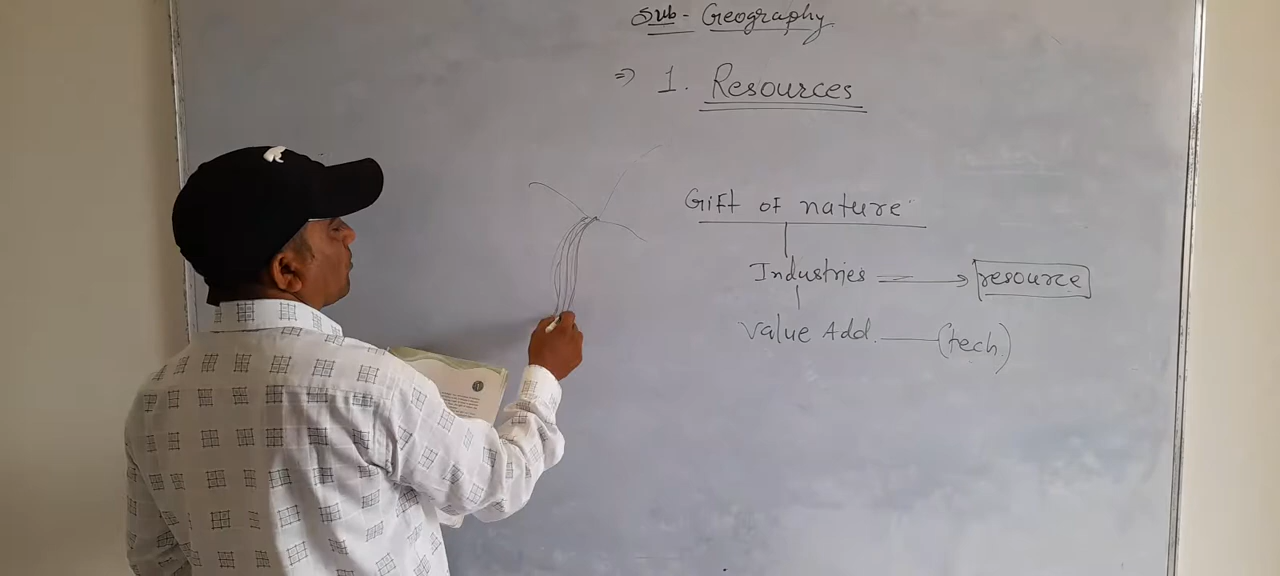 Sub - Geography
⇒ 1. Resources
Gift of nature
Industries → resource
Value Add. — (tech)